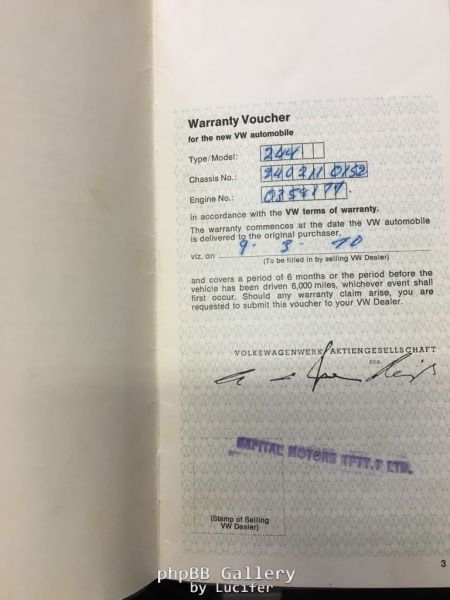 Warranty Voucher
for the new VW automobile
Type/Model: 244
Chassis No.: 240 211 0152
Engine No.:
in accordance with the VW terms of warranty.
The warranty commences at the date the VW automobile
is delivered to the original purchaser,
viz. on 9 - 3 - 70
(To be filled in by selling VW Dealer)
and covers a period of 6 months or the period before the
vehicle has been driven 6,000 miles, whichever event shall
first occur. Should any warranty claim arise, you are
requested to submit this voucher to your VW Dealer.
VOLKSWAGENWERK AKTIENGESELLSCHAFT
MOTORS LTD.
(Stamp of Selling
VW Dealer)
3
phpBB Gallery
by Lucifer